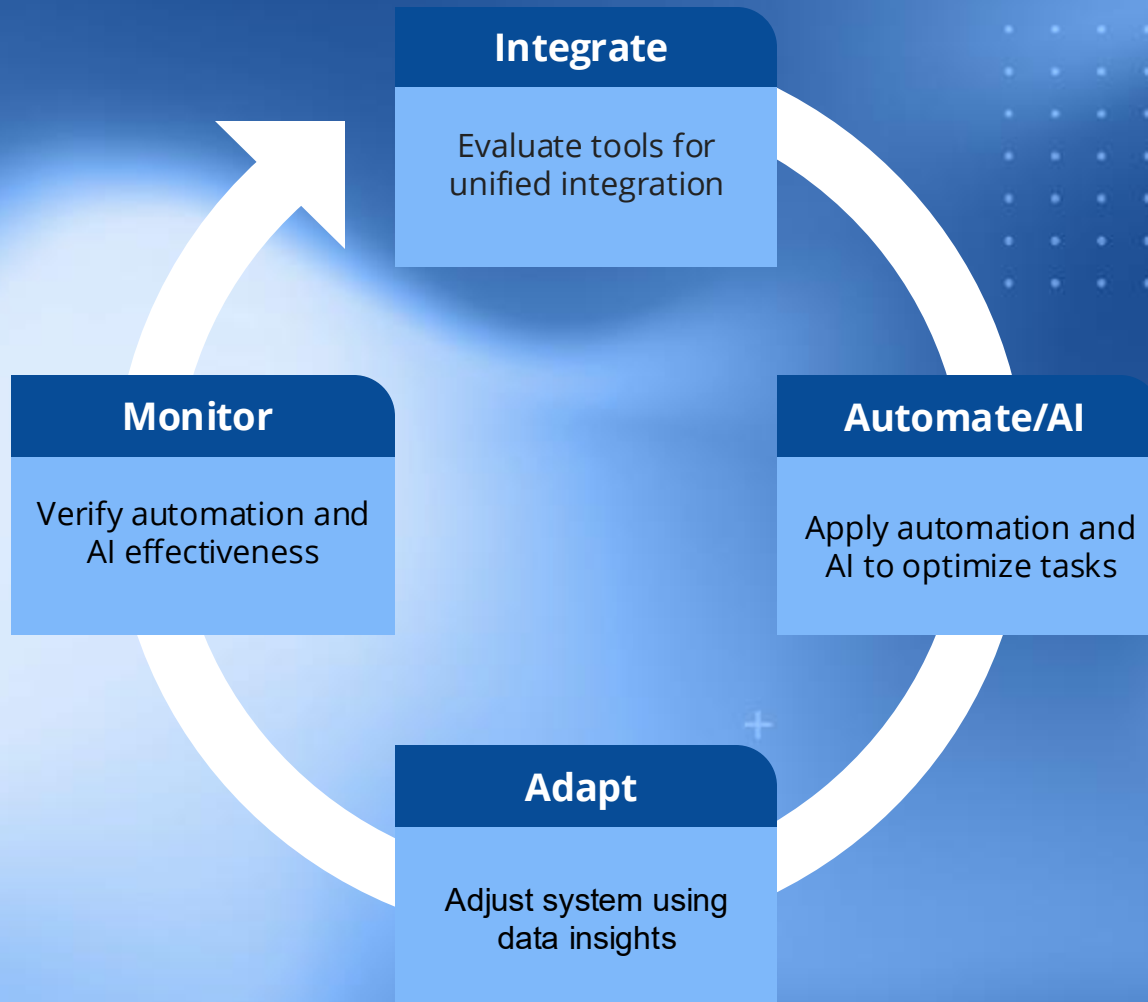 Integrate
Evaluate tools for
unified integration
Automate/AI
Apply automation and
AI to optimize tasks
Adapt
Adjust system using
data insights
Monitor
Verify automation and
AI effectiveness